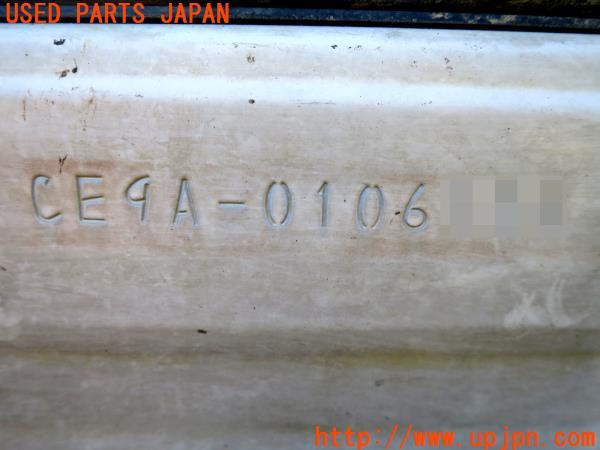 USED PARTS JAPAN
CE9A-0106
http://www.upjpn.com/